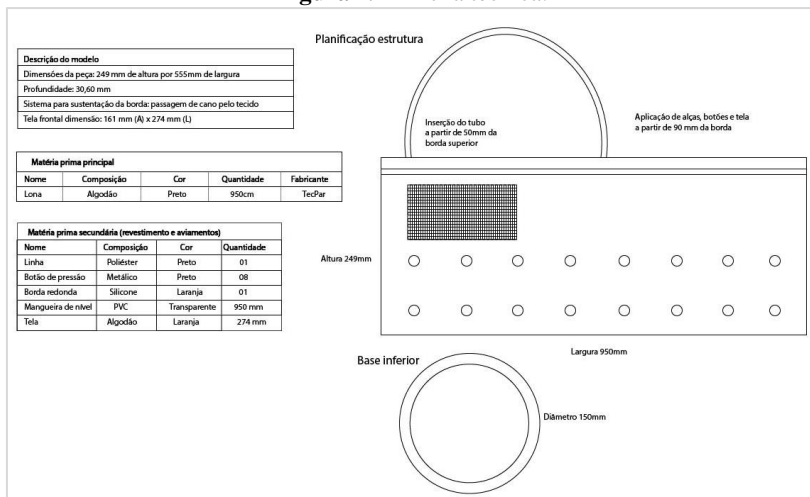 Planificação estrutura
Descrição do modelo
Dimensões da peça: 249 mm de altura por 555mm de largura
Profundidade: 30,60 mm
Sistema para sustentação da borda: passagem de cano pelo tecido
Tela frontal dimensão: 161 mm (A) x 274 mm (L)
Inserção do tubo
a partir de 50mm da
borda superior
Aplicação de alças, botões e tela
a partir de 90 mm da borda
Matéria prima principal
Nome Composição Cor Quantidade Fabricante
Lona Algodão Preto 950cm TecPar
Matéria prima secundária (revestimento e aviamentos)
Nome Composição Cor Quantidade
Linha Poliéster Preto 01
Botão de pressão Metálico Preto 08
Borda redonda Silicone Laranja 01
Mangueira de nível PVC Transparente 950 mm
Tela Algodão Laranja 274 mm
Altura 249mm
Largura 950mm
Base inferior
Diâmetro 150mm